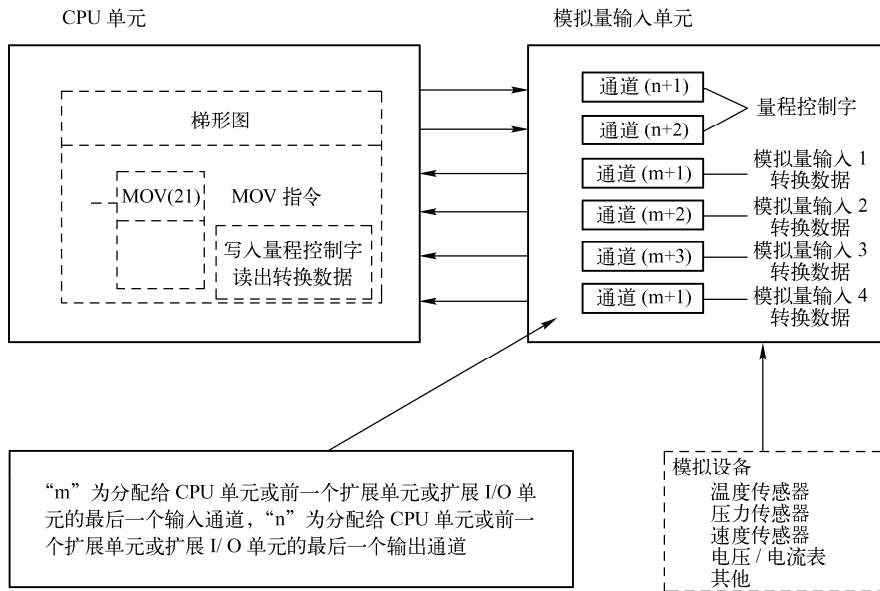 CPU 单元
模拟量输入单元
梯形图
MOV(21)
MOV 指令
写入量程控制字
读出转换数据
通道 (n+1)
通道 (n+2)
量程控制字
通道 (m+1)
模拟量输入 1
转换数据
通道 (m+2)
模拟量输入 2
转换数据
通道 (m+3)
模拟量输入 3
转换数据
通道 (m+1)
模拟量输入 4
转换数据
“m”为分配给 CPU 单元或前一个扩展单元或扩展 I/O 单
元的最后一个输入通道，“n”为分配给 CPU 单元或前一
个扩展单元或扩展 I/ O 单元的最后一个输出通道
模拟设备
温度传感器
压力传感器
速度传感器
电压 / 电流表
其他